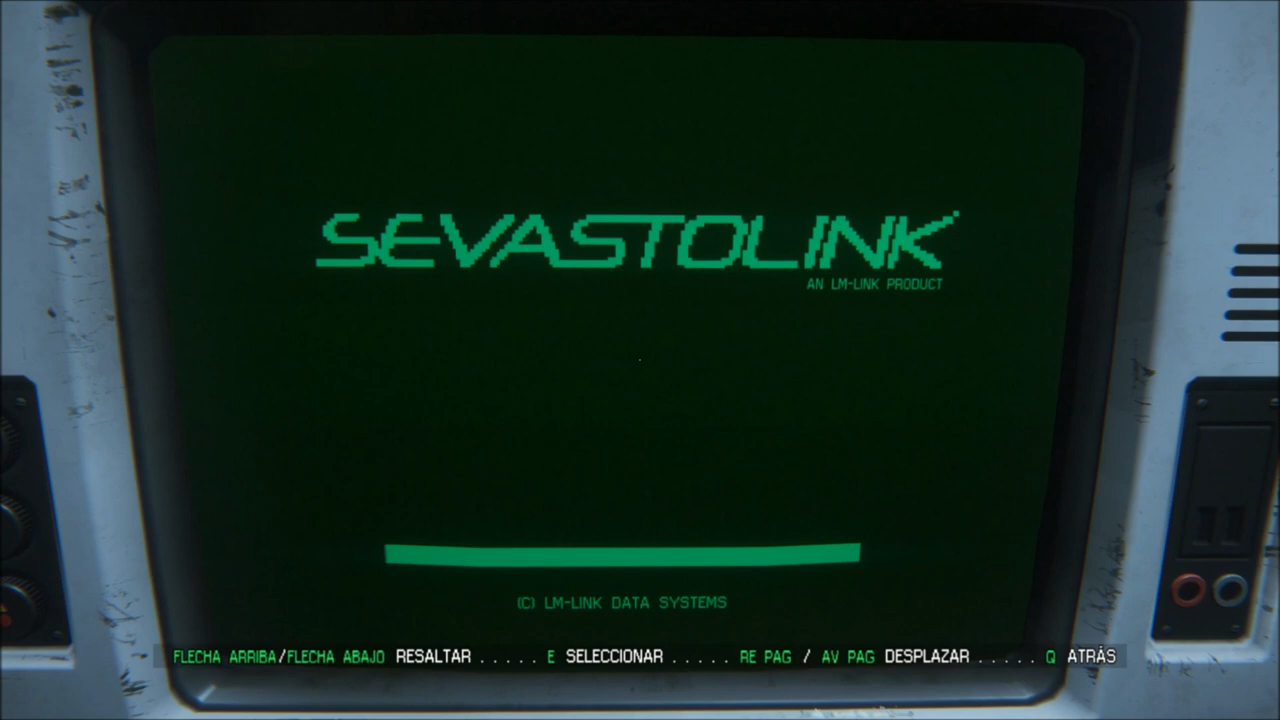 SEVASTOLINK
AN LM-LINK PRODUCT
(C) LM-LINK DATA SYSTEMS
FLECHA ARRIBA/FLECHA ABAJO RESALTAR ..... E SELECCIONAR ..... RE PAG / AV PAG DESPLAZAR ..... Q ATRÁS